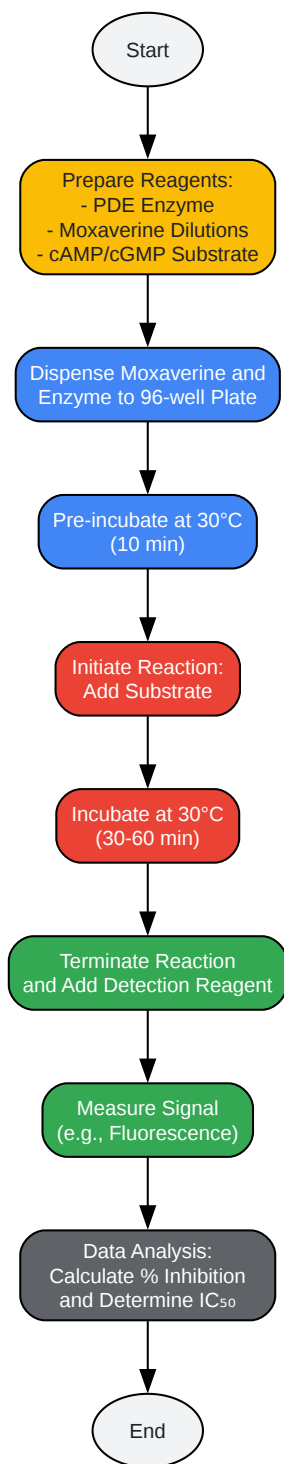 Start
Prepare Reagents:
- PDE Enzyme
- Moxaverine Dilutions
- cAMP/cGMP Substrate
Dispense Moxaverine and
Enzyme to 96-well Plate
Pre-incubate at 30°C
(10 min)
Initiate Reaction:
Add Substrate
Incubate at 30°C
(30-60 min)
Terminate Reaction
and Add Detection Reagent
Measure Signal
(e.g., Fluorescence)
Data Analysis:
Calculate % Inhibition
and Determine IC₅₀
End